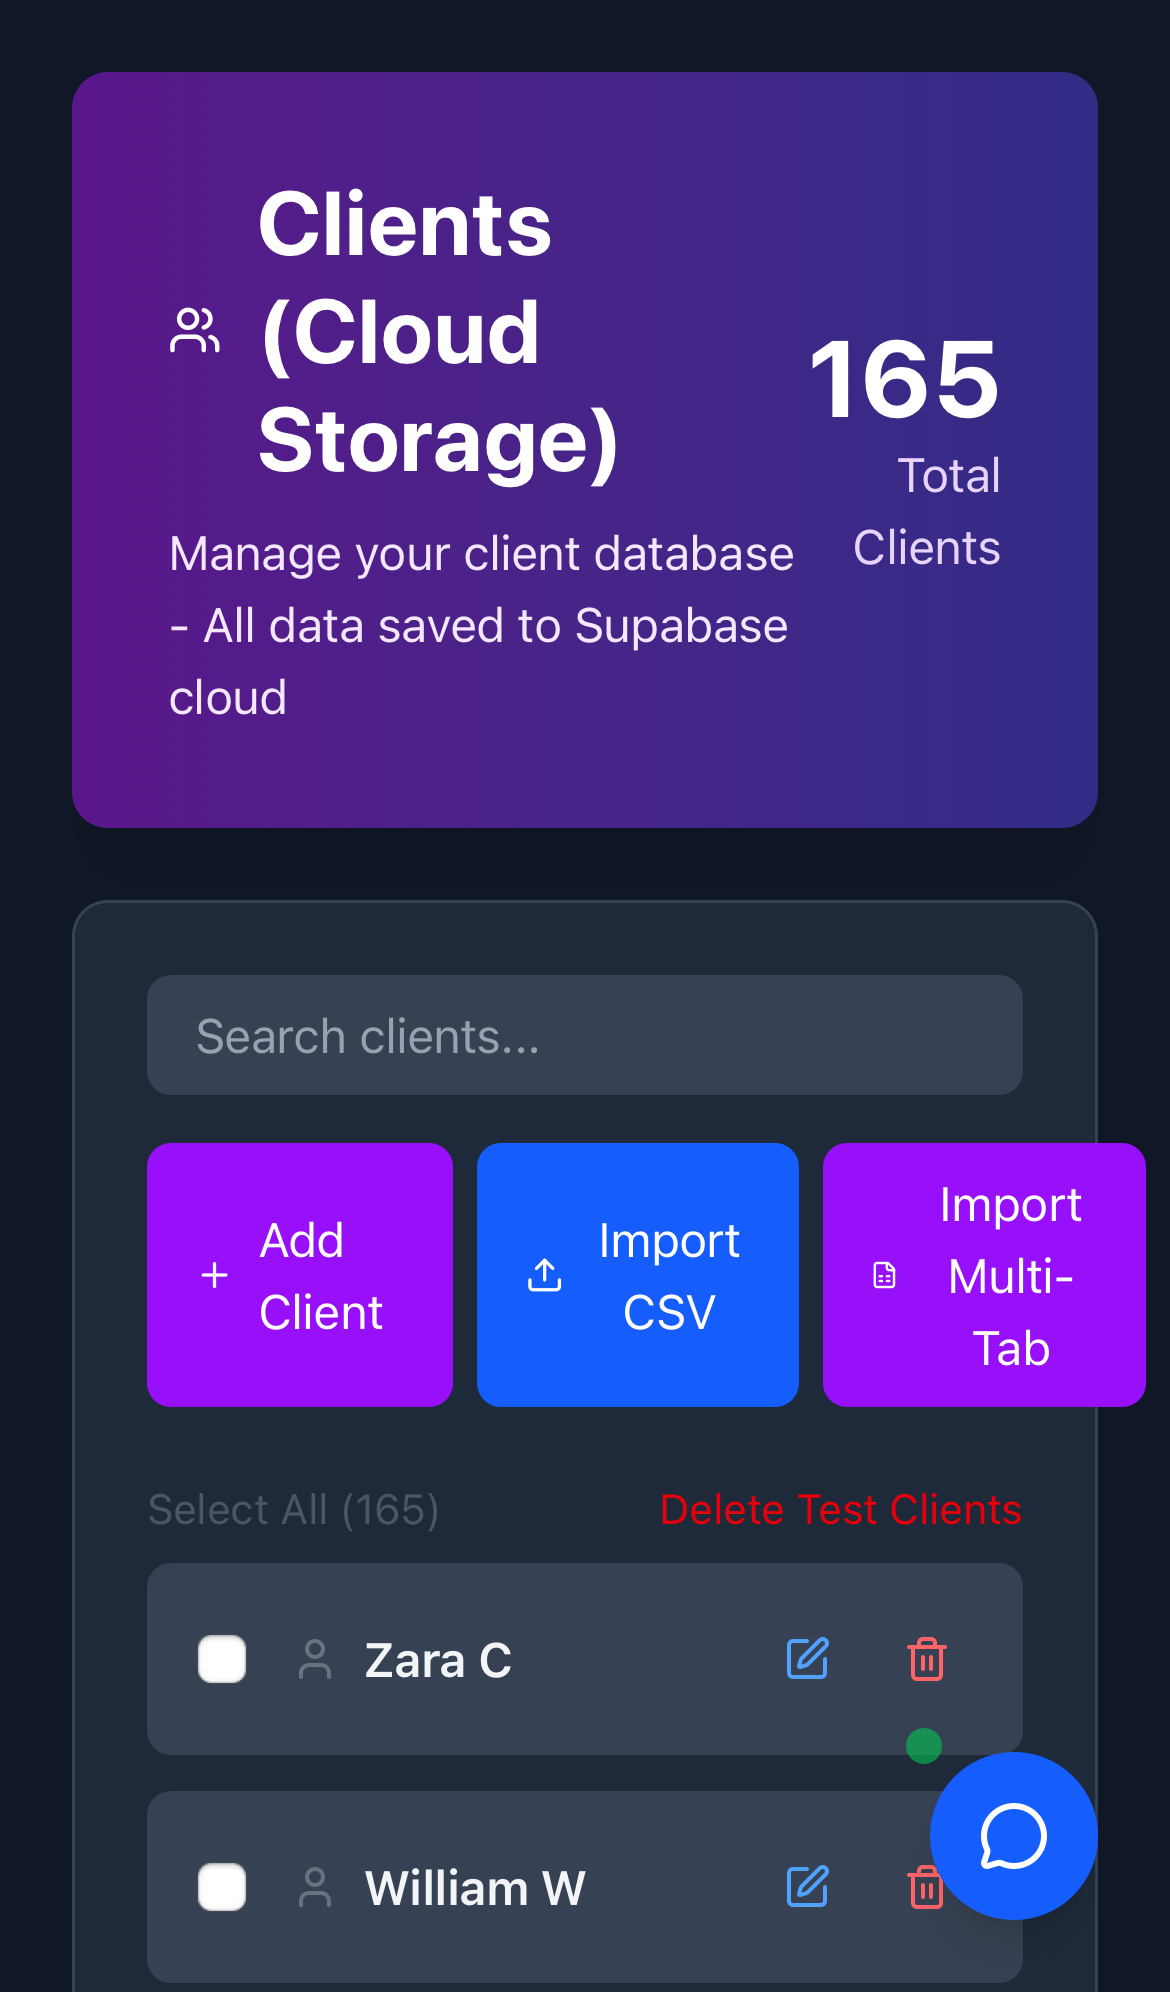 Clients
(Cloud
Storage)
165
Total
Clients
Manage your client database
- All data saved to Supabase
cloud
Search clients...
Add
Client
Import
CSV
Import
Multi-
Tab
Select All (165)
Delete Test Clients
Zara C
William W